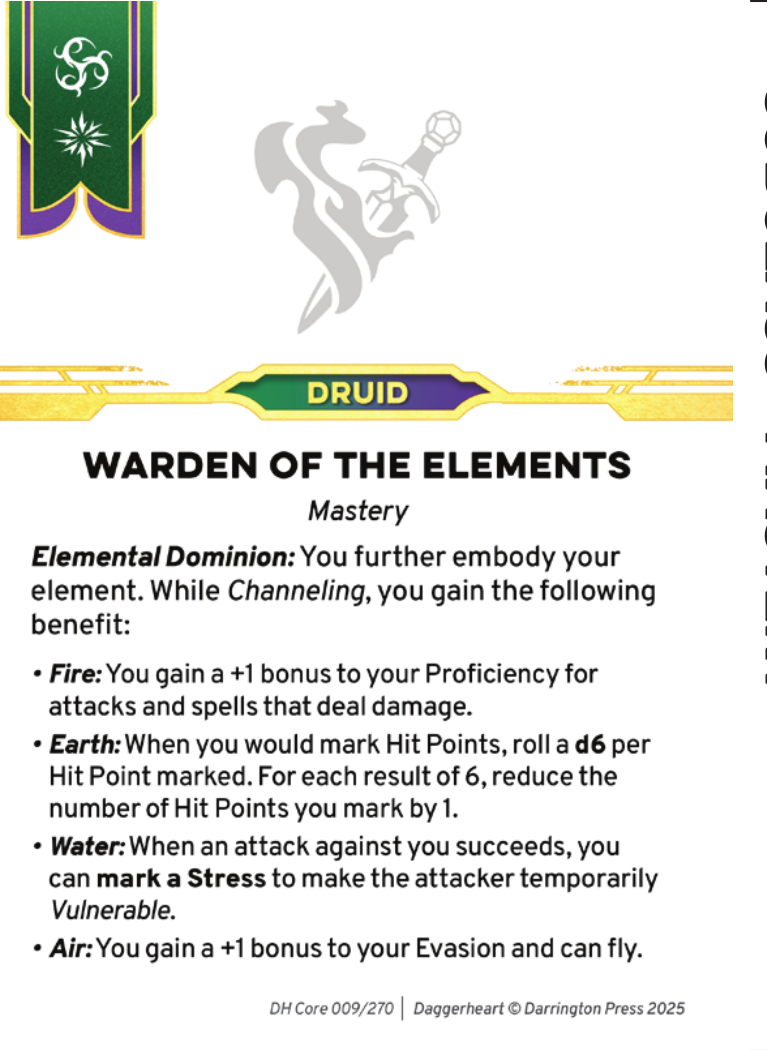 DRUID
WARDEN OF THE ELEMENTS
Mastery
Elemental Dominion: You further embody your
element. While Channeling, you gain the following
benefit:
• Fire: You gain a +1 bonus to your Proficiency for
attacks and spells that deal damage.
• Earth: When you would mark Hit Points, roll a d6 per
Hit Point marked. For each result of 6, reduce the
number of Hit Points you mark by 1.
• Water: When an attack against you succeeds, you
can mark a Stress to make the attacker temporarily
Vulnerable.
• Air: You gain a +1 bonus to your Evasion and can fly.
DH Core 009/270 | Daggerheart © Darrington Press 2025